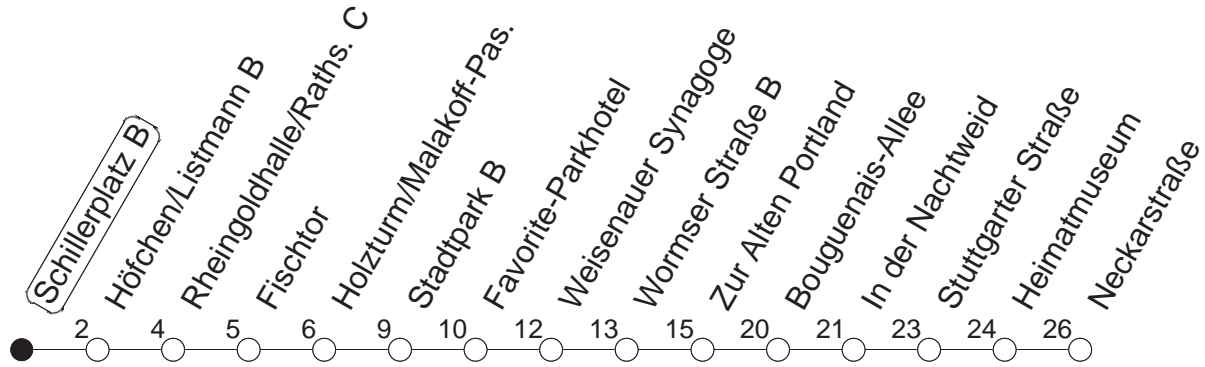 Schillerplatz B
Höfchen/Listmann B
Rheingoldhalle/Raths. C
Fischtor
Holzturm/Malakoff-Pas.
Stadtpark B
Favorite-Parkhotel
Weisenauer Synagoge
Wormser Straße B
Zur Alten Portland
Bouguenais-Allee
In der Nachtweid
Stuttgarter Straße
Heimatmuseum
Neckarstraße
2 4 5 6 9 10 12 13 15 20 21 23 24 26